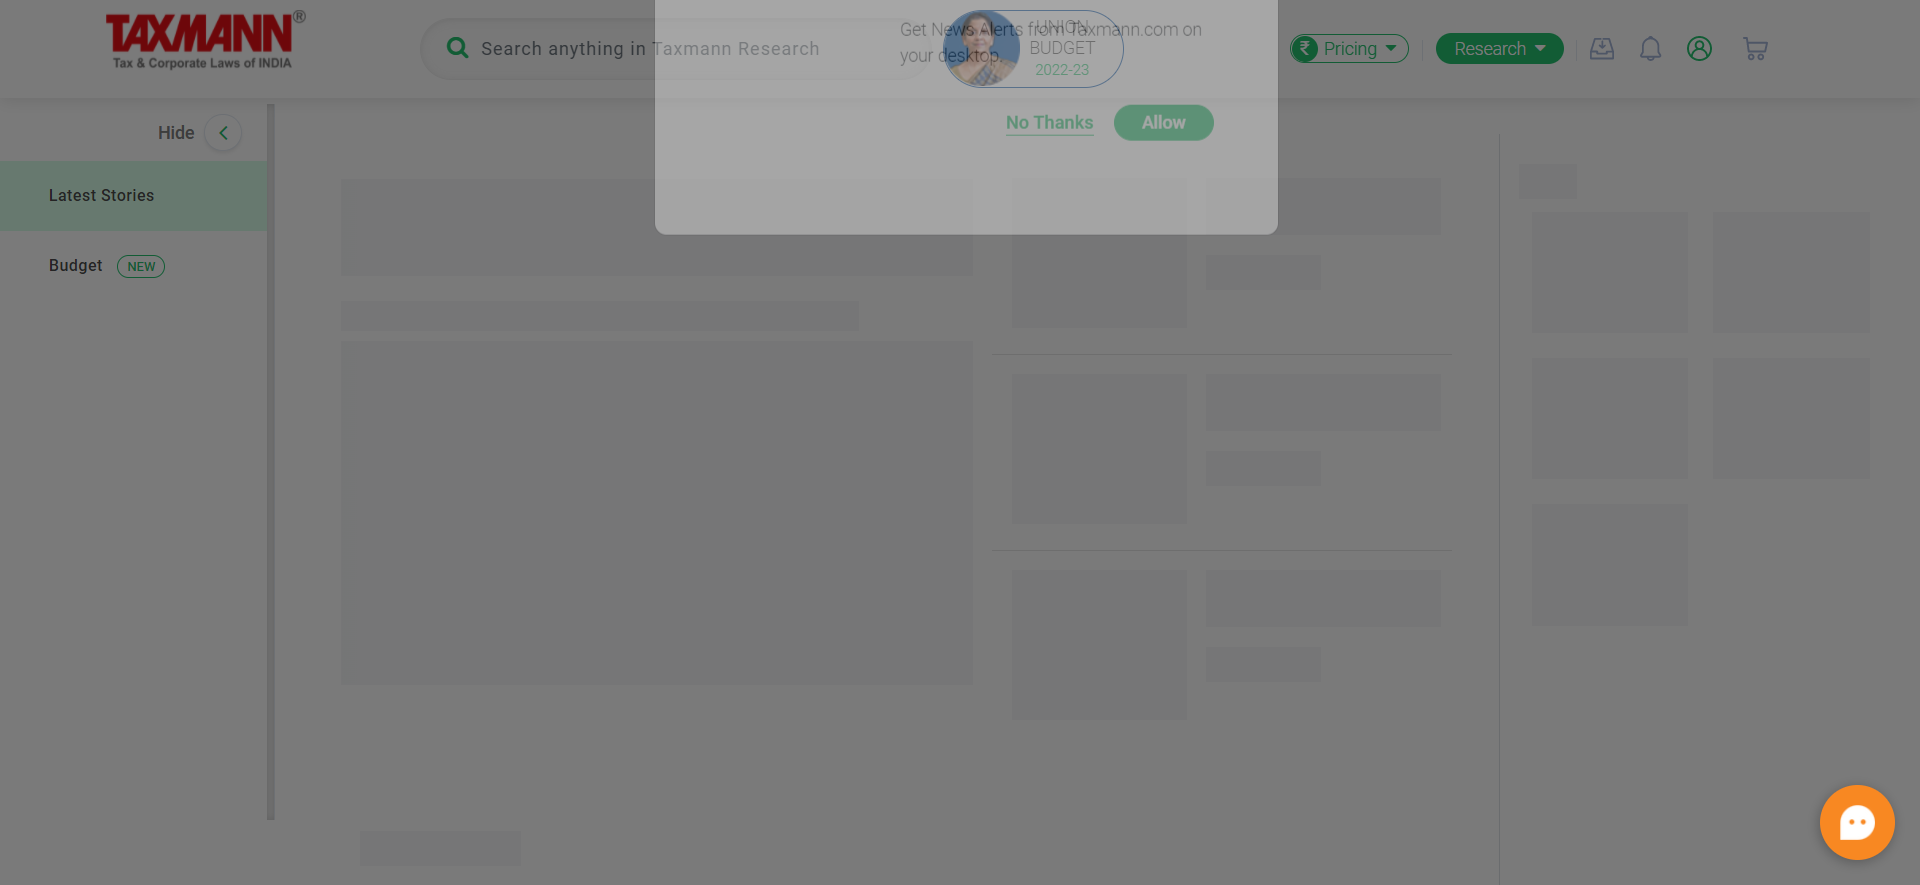 TAXMANN®
Tax & Corporate Laws of INDIA
Search anything in Taxmann Research
Get News Alerts from Taxmann.com on
your desktop.
UNION
BUDGET
2022-23
₹ Pricing
Research
No Thanks
Allow
Hide
Latest Stories
Budget NEW